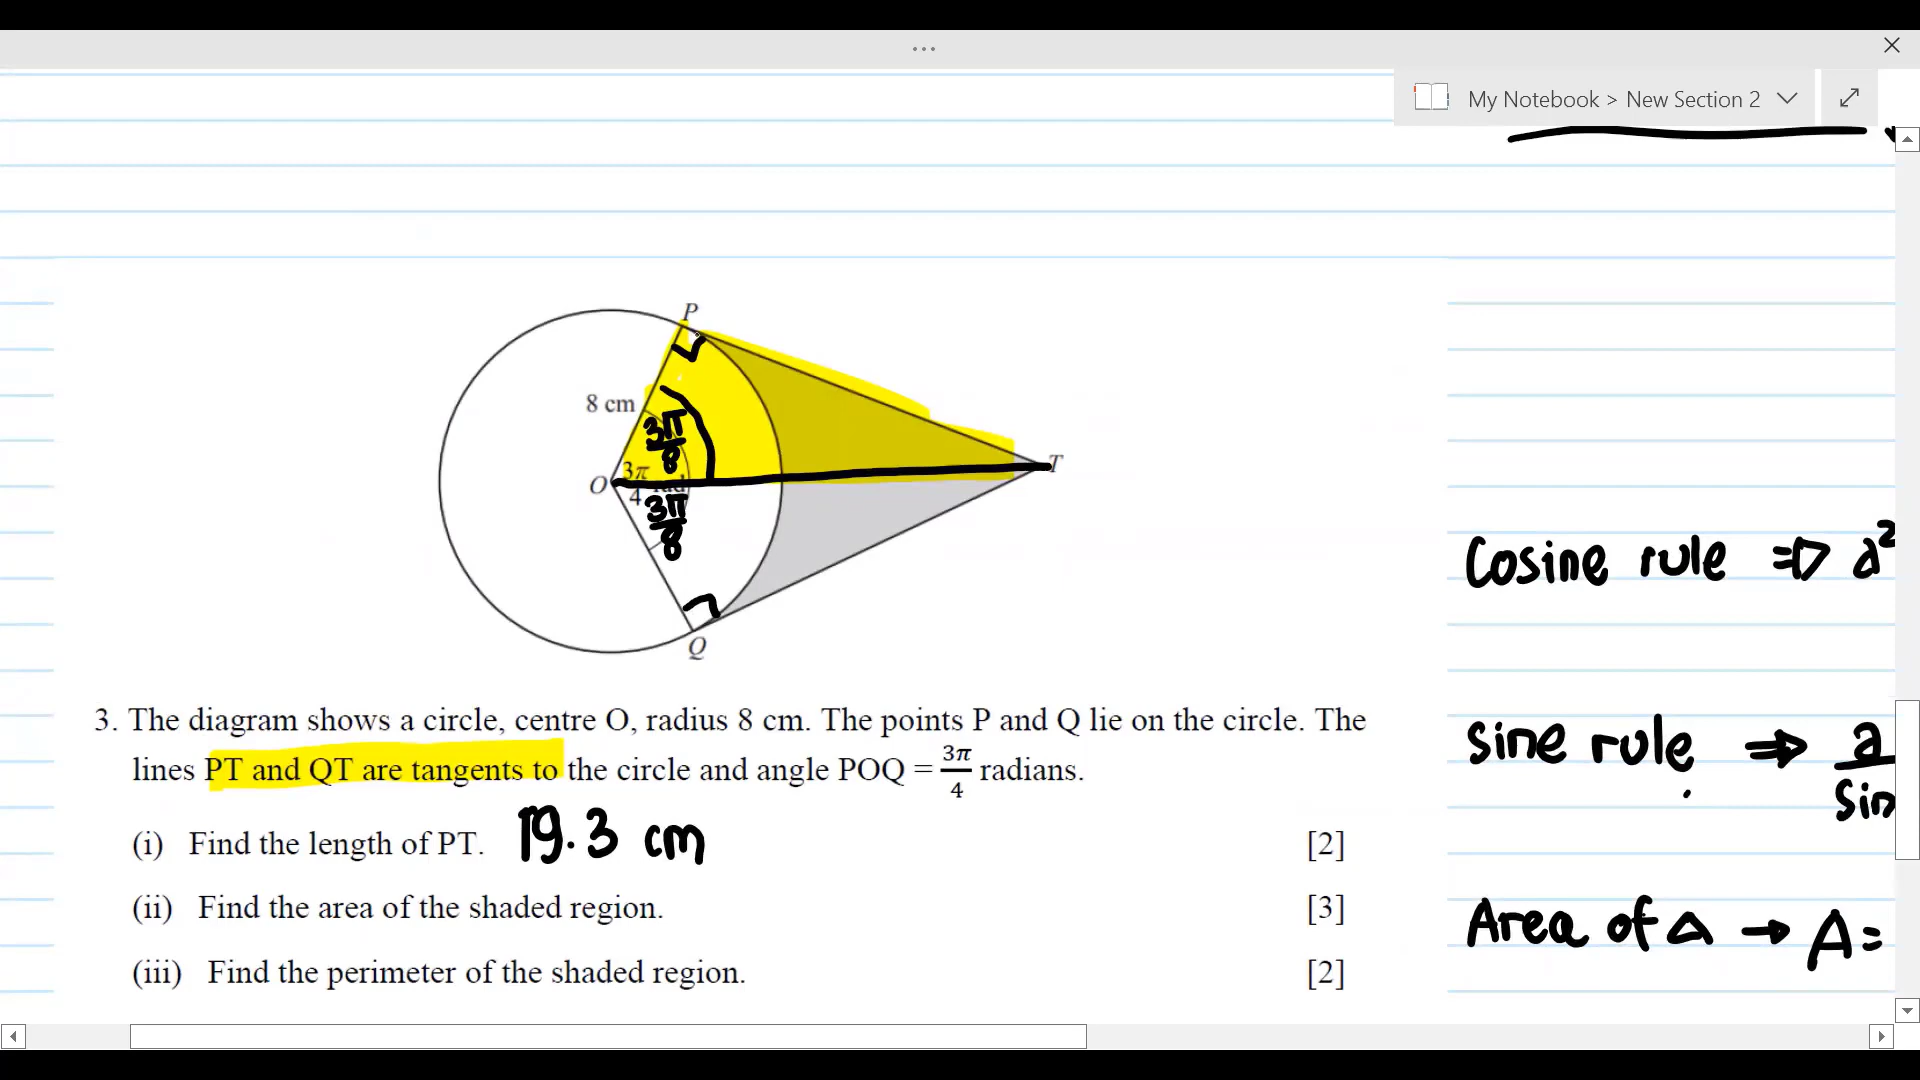 My Notebook > New Section 2
P
8 cm
3π/8
O
3π/4 rad
T
3π/8
Q
Cosine rule ⇒ a²
Sine rule ⇒ a/Sin
3. The diagram shows a circle, centre O, radius 8 cm. The points P and Q lie on the circle. The
lines PT and QT are tangents to the circle and angle POQ = 3π/4 radians.
(i) Find the length of PT. 19.3 cm [2]
(ii) Find the area of the shaded region. [3]
Area of Δ → A=
(iii) Find the perimeter of the shaded region. [2]